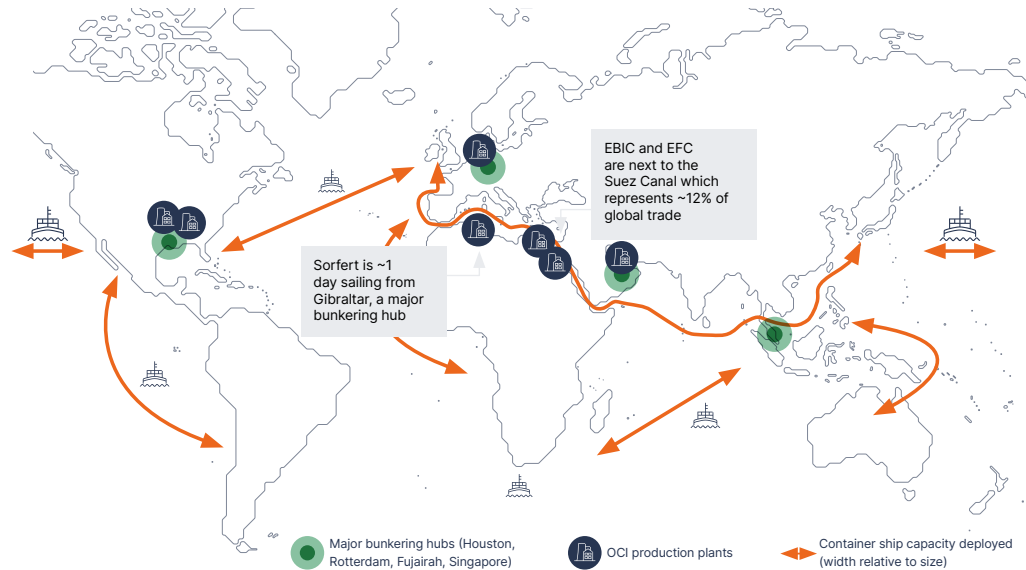 EBIC and EFC
are next to the
Suez Canal which
represents ~12% of
global trade
Sorfert is ~1
day sailing from
Gibraltar, a major
bunkering hub
Major bunkering hubs (Houston,
Rotterdam, Fujairah, Singapore)
OCI production plants
Container ship capacity deployed
(width relative to size)